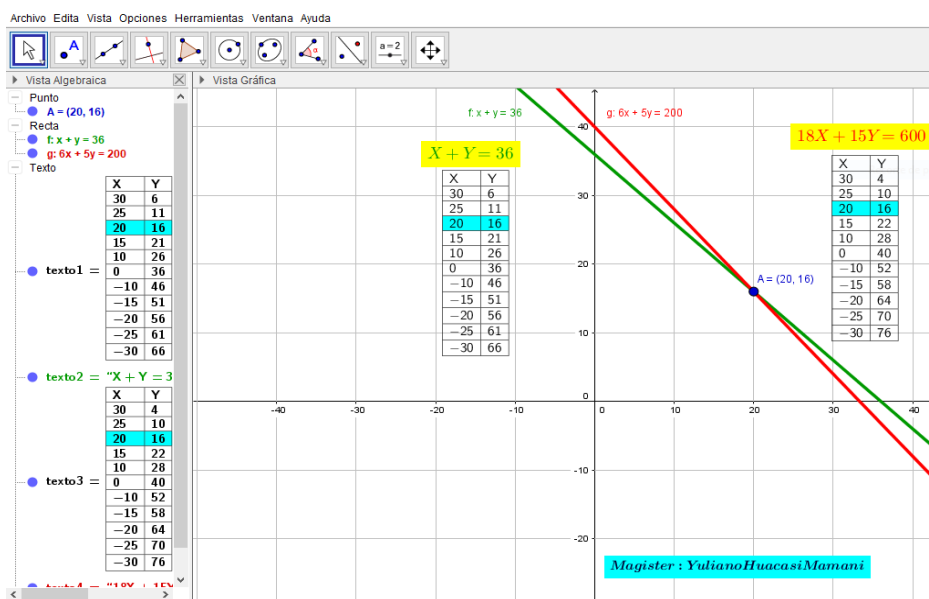 Archivo Edita Vista Opciones Herramientas Ventana Ayuda
A
α
a=2
Vista Algebraica
Punto
A = (20, 16)
Recta
f: x + y = 36
g: 6x + 5y = 200
Texto
texto1 =
X Y
30 6
25 11
20 16
15 21
10 26
0 36
−10 46
−15 51
−20 56
−25 61
−30 66
texto2 = "X + Y = 3
texto3 =
X Y
30 4
25 10
20 16
15 22
10 28
0 40
−10 52
−15 58
−20 64
−25 70
−30 76
texto4 = "18X + 15Y
Vista Gráfica
f: x + y = 36
g: 6x + 5y = 200
X + Y = 36
X Y
30 6
25 11
20 16
15 21
10 26
0 36
−10 46
−15 51
−20 56
−25 61
−30 66
18X + 15Y = 600
X Y
30 4
25 10
20 16
15 22
10 28
0 40
−10 52
−15 58
−20 64
−25 70
−30 76
A = (20, 16)
40
30
20
10
0
-10
-20
-40 -30 -20 -10 0 10 20 30 40
Magister : YulianoHuacasiMamani